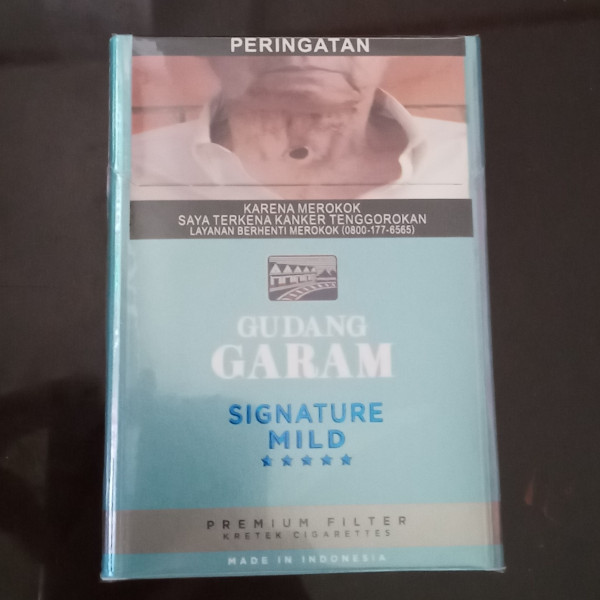 PERINGATAN
KARENA MEROKOK
SAYA TERKENA KANKER TENGGOROKAN
LAYANAN BERHENTI MEROKOK (0800-177-6565)
GUDANG
GARAM
SIGNATURE
MILD
PREMIUM FILTER
KRETEK CIGARETTES
MADE IN INDONESIA